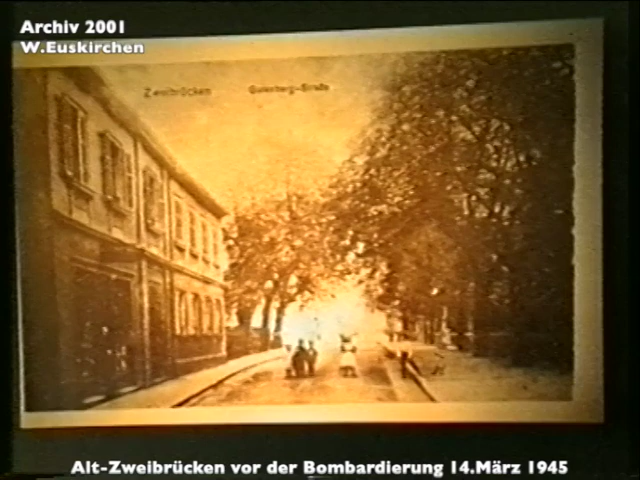 Archiv 2001
W.Euskirchen
Zweibrücken Gutenberg-Straße
Alt-Zweibrücken vor der Bombardierung 14.März 1945